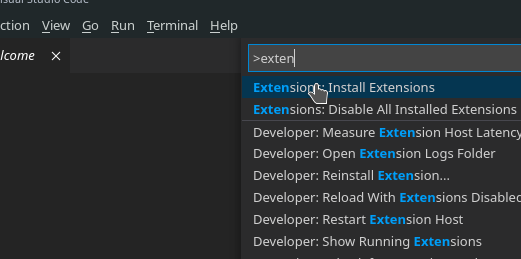 sual Studio Code
ction View Go Run Terminal Help
lcome ×
>exten
Extensions: Install Extensions
Extensions: Disable All Installed Extensions
Developer: Measure Extension Host Latency
Developer: Open Extension Logs Folder
Developer: Reinstall Extension...
Developer: Reload With Extensions Disabled
Developer: Restart Extension Host
Developer: Show Running Extensions